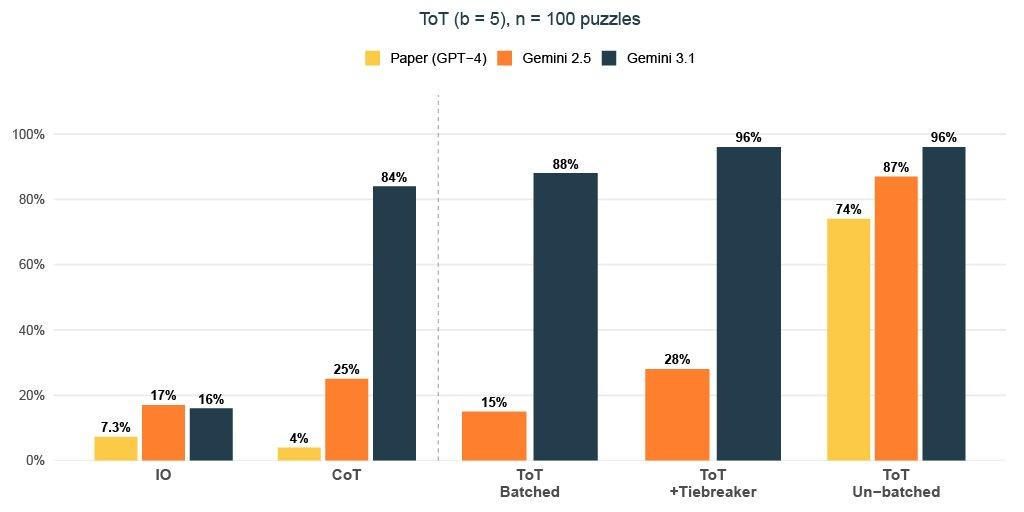 ToT (b = 5), n = 100 puzzles
Paper (GPT−4) Gemini 2.5 Gemini 3.1
100%
80%
60%
40%
20%
0%
7.3% 17% 16%
4% 25% 84%
15% 88%
28% 96%
74% 87% 96%
IO
CoT
ToT
Batched
ToT
+Tiebreaker
ToT
Un−batched